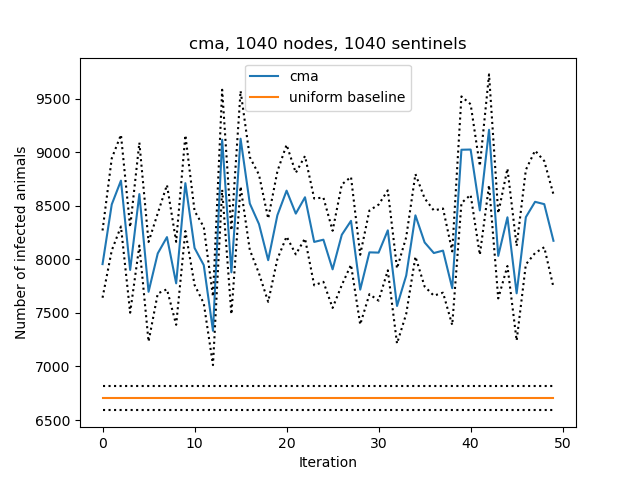 cma, 1040 nodes, 1040 sentinels
cma
uniform baseline
Number of infected animals
9500
9000
8500
8000
7500
7000
6500
0 10 20 30 40 50
Iteration